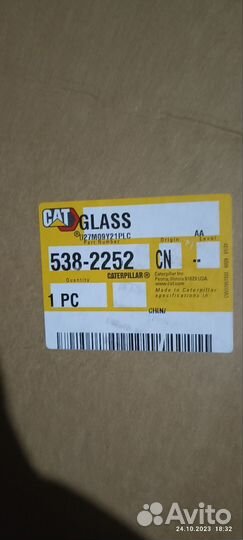 CAT GLASS
U27M09Y21PLC
Part Number Origin AA Level
538-2252 CN --
Quantity CATERPILLAR® Caterpillar Inc.
Peoria, Illinois 61629 USA
www.cat.com
1 PC Made to Caterpillar
specifications in
CHINA
24.10.2023 18:32
Avito